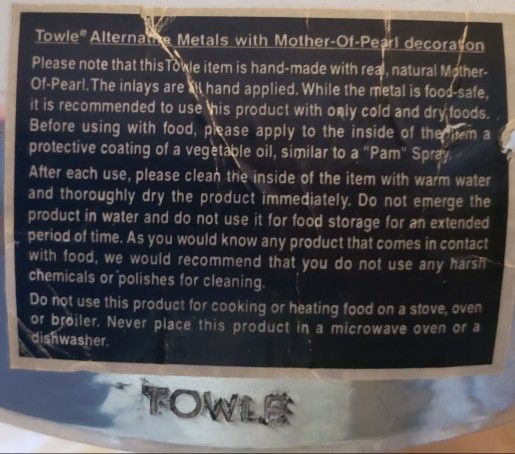 Towle® Alternative Metals with Mother-Of-Pearl decoration
Please note that this Towle item is hand-made with real, natural Mother-
Of-Pearl. The inlays are all hand applied. While the metal is food-safe,
it is recommended to use this product with only cold and dry foods.
Before using with food, please apply to the inside of the item a
protective coating of a vegetable oil, similar to a "Pam" Spray.
After each use, please clean the inside of the item with warm water
and thoroughly dry the product immediately. Do not emerge the
product in water and do not use it for food storage for an extended
period of time. As you would know any product that comes in contact
with food, we would recommend that you do not use any harsh
chemicals or polishes for cleaning.
Do not use this product for cooking or heating food on a stove, oven
or broiler. Never place this product in a microwave oven or a
dishwasher.
TOWLE